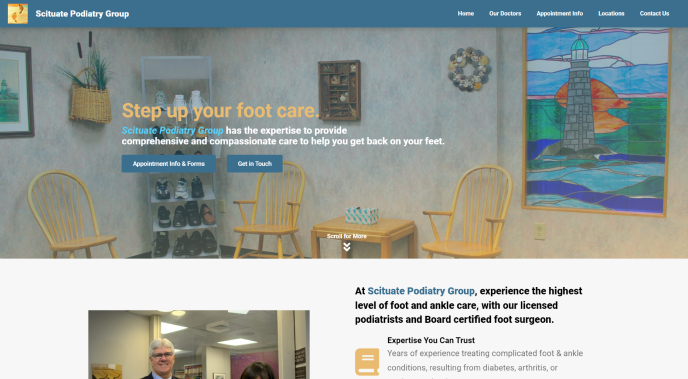 Scituate Podiatry Group
Home Our Doctors Appointment Info Locations Contact Us
Step up your foot care.
Scituate Podiatry Group has the expertise to provide
comprehensive and compassionate care to help you get back on your feet.
Appointment Info & Forms Get in Touch
Scroll for More
At Scituate Podiatry Group, experience the highest
level of foot and ankle care, with our licensed
podiatrists and Board certified foot surgeon.
Expertise You Can Trust
Years of experience treating complicated foot & ankle
conditions, resulting from diabetes, arthritis, or